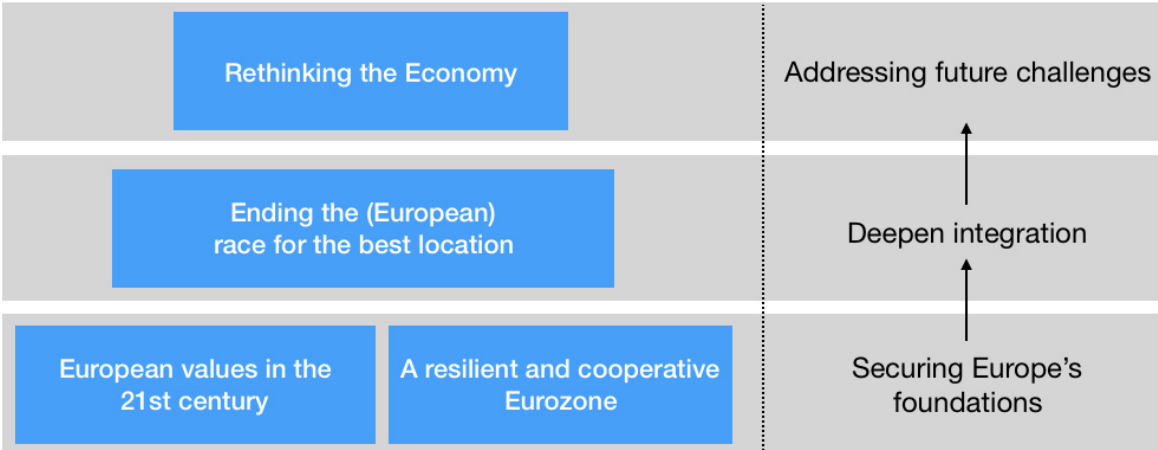 Rethinking the Economy
Addressing future challenges
Ending the (European)
race for the best location
Deepen integration
European values in the
21st century
A resilient and cooperative
Eurozone
Securing Europe's
foundations